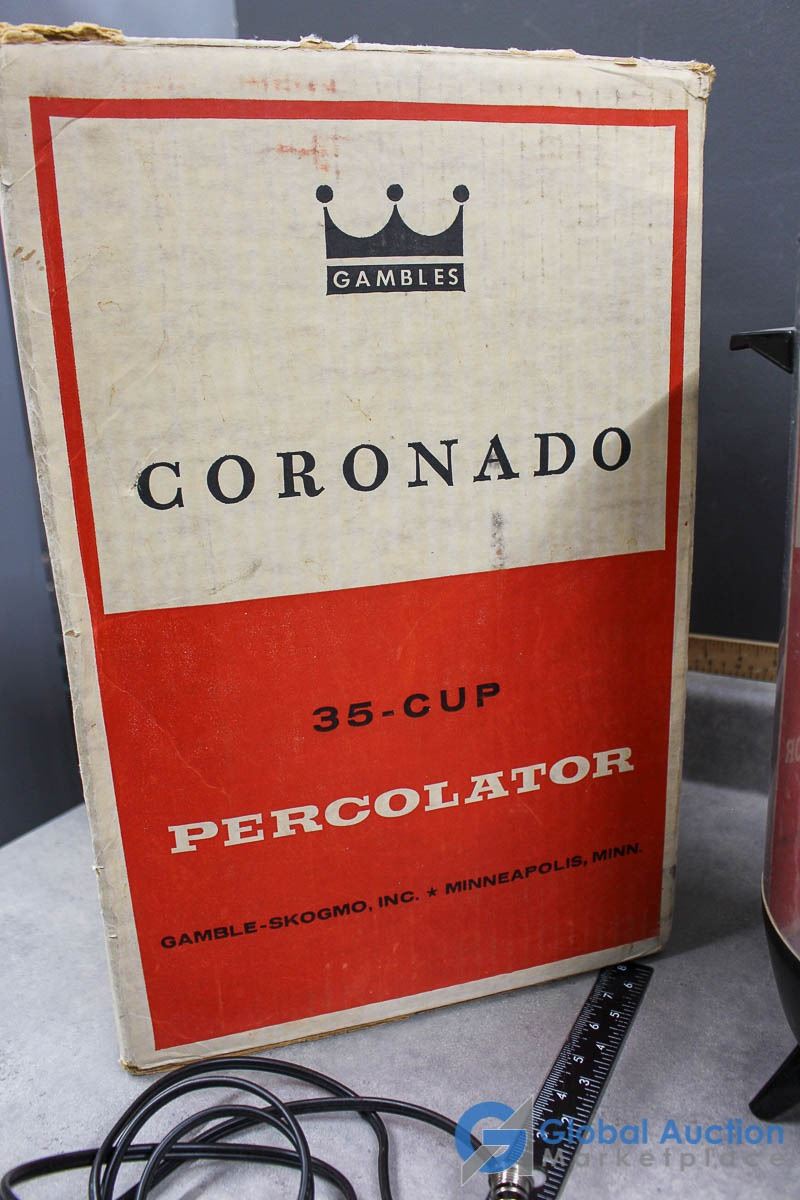 GAMBLES
CORONADO
35-CUP
PERCOLATOR
GAMBLE-SKOGMO, INC. ★ MINNEAPOLIS, MINN.
Global Auction
Marketplace